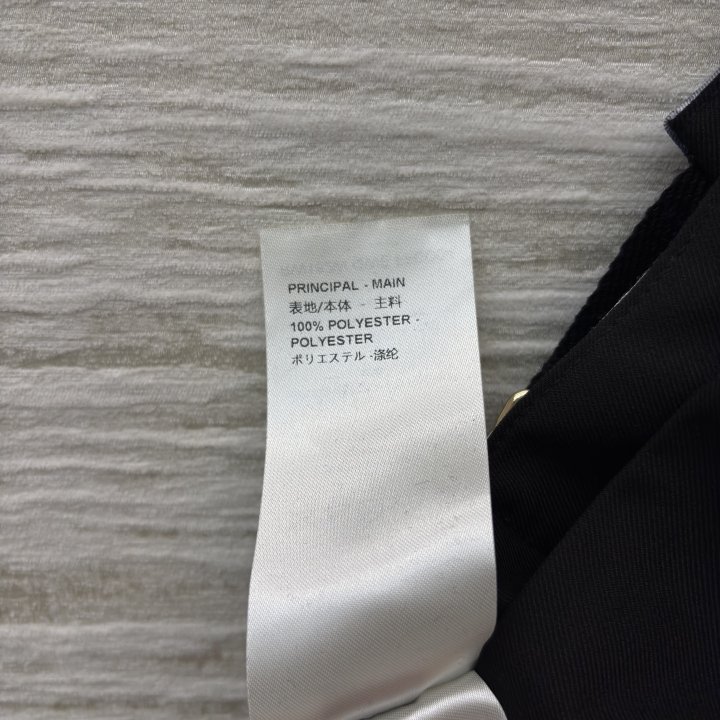 PRINCIPAL - MAIN
表地/本体 - 主料
100% POLYESTER -
POLYESTER
ポリエステル -涤纶